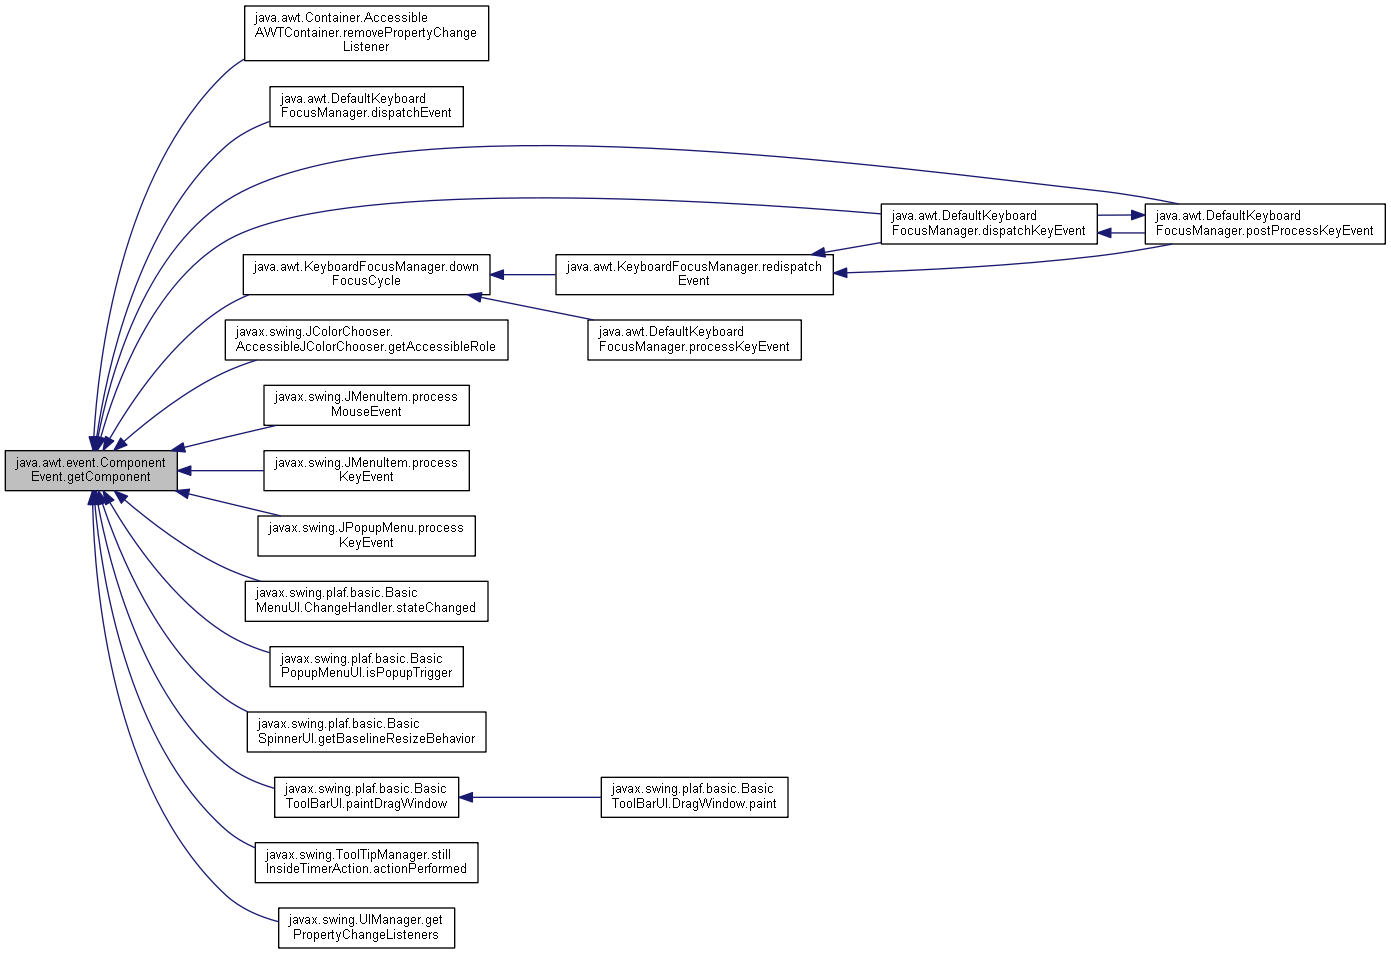 java.awt.Container.Accessible
AWTContainer.removePropertyChange
Listener
java.awt.DefaultKeyboard
FocusManager.dispatchEvent
java.awt.DefaultKeyboard
FocusManager.dispatchKeyEvent
java.awt.DefaultKeyboard
FocusManager.postProcessKeyEvent
java.awt.KeyboardFocusManager.down
FocusCycle
java.awt.KeyboardFocusManager.redispatch
Event
javax.swing.JColorChooser.
AccessibleJColorChooser.getAccessibleRole
java.awt.DefaultKeyboard
FocusManager.processKeyEvent
javax.swing.JMenuItem.process
MouseEvent
java.awt.event.Component
Event.getComponent
javax.swing.JMenuItem.process
KeyEvent
javax.swing.JPopupMenu.process
KeyEvent
javax.swing.plaf.basic.Basic
MenuUI.ChangeHandler.stateChanged
javax.swing.plaf.basic.Basic
PopupMenuUI.isPopupTrigger
javax.swing.plaf.basic.Basic
SpinnerUI.getBaselineResizeBehavior
javax.swing.plaf.basic.Basic
ToolBarUI.paintDragWindow
javax.swing.plaf.basic.Basic
ToolBarUI.DragWindow.paint
javax.swing.ToolTipManager.still
InsideTimerAction.actionPerformed
javax.swing.UIManager.get
PropertyChangeListeners